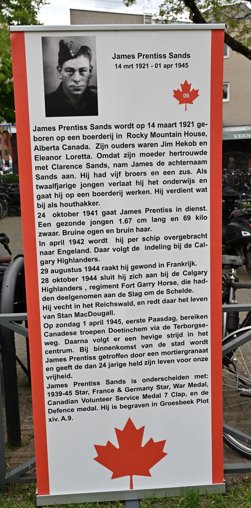 James Prentiss Sands
14 mrt 1921 - 01 apr 1945
06
James Prentiss Sands wordt op 14 maart 1921 ge-
boren op een boerderij in Rocky Mountain House,
Alberta Canada. Zijn ouders waren Jim Hekob en
Eleanor Loretta. Omdat zijn moeder hertrouwde
met Clarence Sands, nam James de achternaam
Sands aan. Hij had vijf broers en een zus. Als
twaalfjarige jongen verlaat hij het onderwijs en
gaat hij op een boerderij werken. Hij verdient wat
bij als houthakker.
24 oktober 1941 gaat James Prentiss in dienst.
Een gezonde jongen 1.67 cm lang en 69 kilo
zwaar. Bruine ogen en bruin haar.
In april 1942 wordt hij per schip overgebracht
naar Engeland. Daar volgt de indeling bij de Cal-
gary Highlanders.
29 augustus 1944 raakt hij gewond in Frankrijk.
28 oktober 1944 sluit hij zich aan bij de Calgary
Highlanders , regiment Fort Garry Horse, die had-
den deelgenomen aan de Slag om de Schelde.
Hij vecht in het Reichswald, en redt daar het leven
van Stan MacDougall.
Op zondag 1 april 1945, eerste Paasdag, bereiken
Canadese troepen Doetinchem via de Terborgse-
weg. Daarna volgt er een hevige strijd in het
centrum. Bij binnenkomst van de stad wordt
James Prentiss getroffen door een mortiergranaat
en geeft de dan 24 jarige held zijn leven voor onze
vrijheid.
James Prentiss Sands is onderscheiden met:
1939-45 Star, France & Germany Star, War Medal,
Canadian Volunteer Service Medal 7 Clap, en de
Defence medal. Hij is begraven in Groesbeek Plot
xiv. A.9.